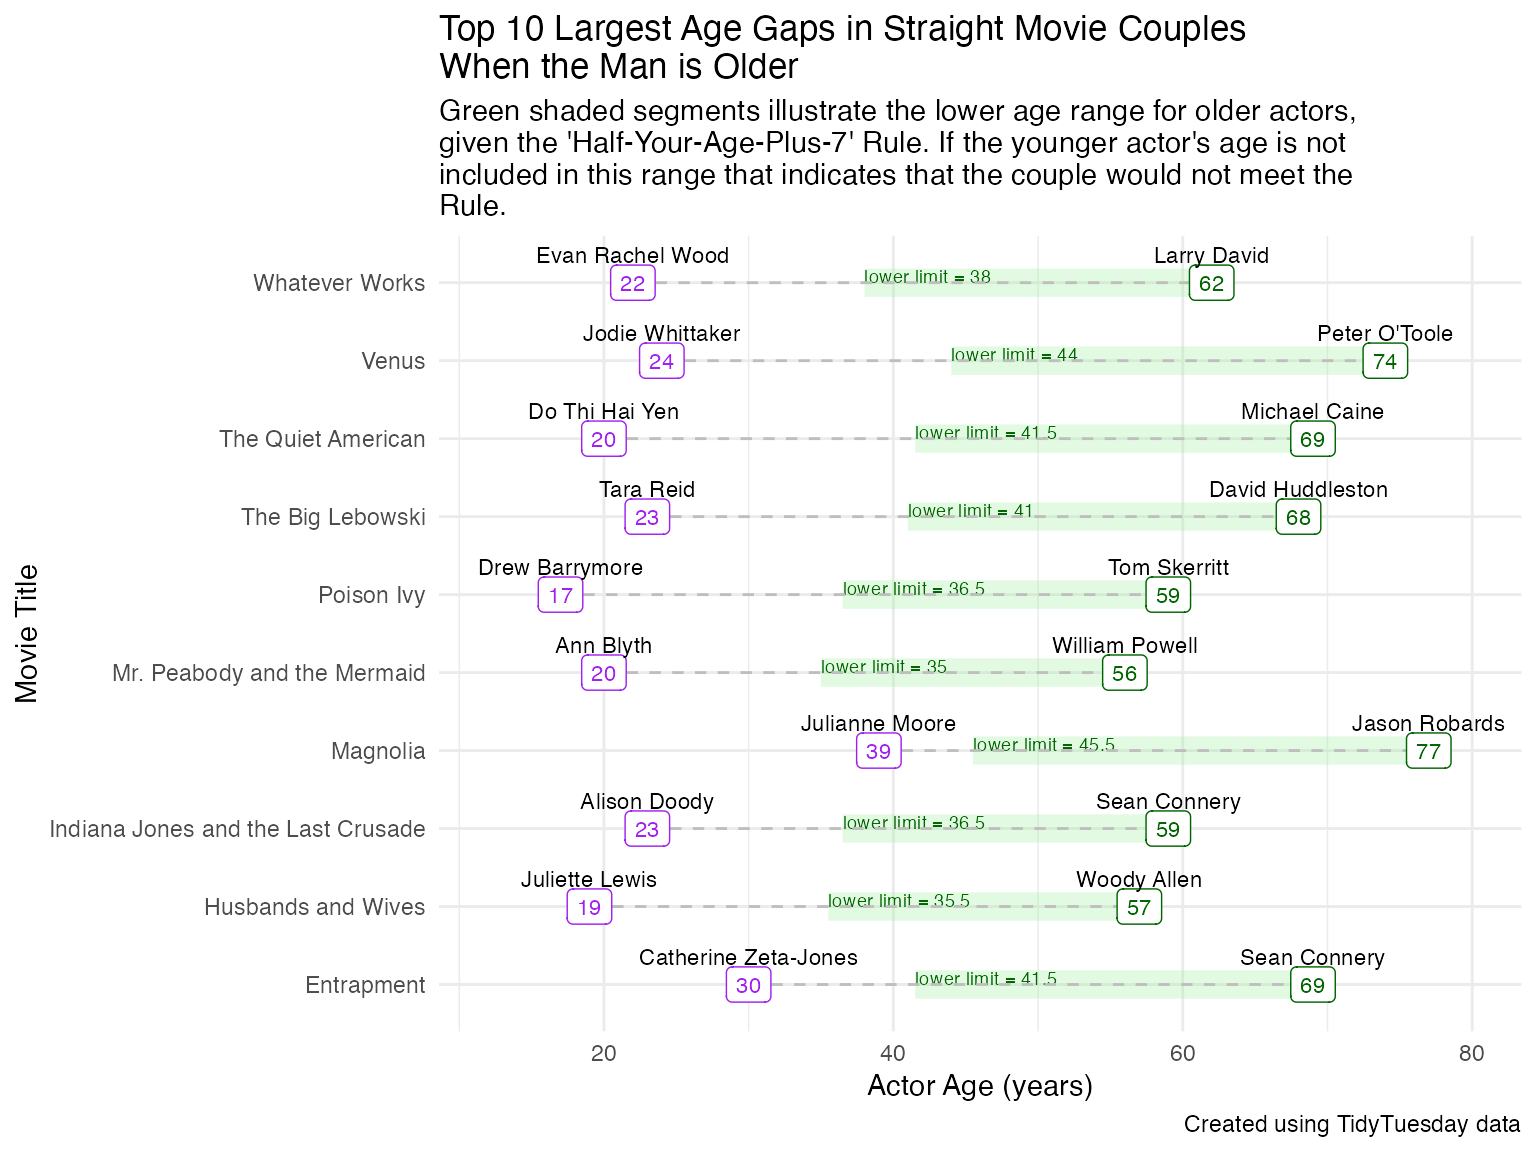 Top 10 Largest Age Gaps in Straight Movie Couples
When the Man is Older
Green shaded segments illustrate the lower age range for older actors,
given the 'Half-Your-Age-Plus-7' Rule. If the younger actor's age is not
included in this range that indicates that the couple would not meet the
Rule.
Movie Title
Evan Rachel Wood Larry David
Whatever Works 22 lower limit = 38 62
Jodie Whittaker Peter O'Toole
Venus 24 lower limit = 44 74
Do Thi Hai Yen Michael Caine
The Quiet American 20 lower limit = 41.5 69
Tara Reid David Huddleston
The Big Lebowski 23 lower limit = 41 68
Drew Barrymore Tom Skerritt
Poison Ivy 17 lower limit = 36.5 59
Ann Blyth William Powell
Mr. Peabody and the Mermaid 20 lower limit = 35 56
Julianne Moore Jason Robards
Magnolia 39 lower limit = 45.5 77
Alison Doody Sean Connery
Indiana Jones and the Last Crusade 23 lower limit = 36.5 59
Juliette Lewis Woody Allen
Husbands and Wives 19 lower limit = 35.5 57
Catherine Zeta-Jones Sean Connery
Entrapment 30 lower limit = 41.5 69
20 40 60 80
Actor Age (years)
Created using TidyTuesday data